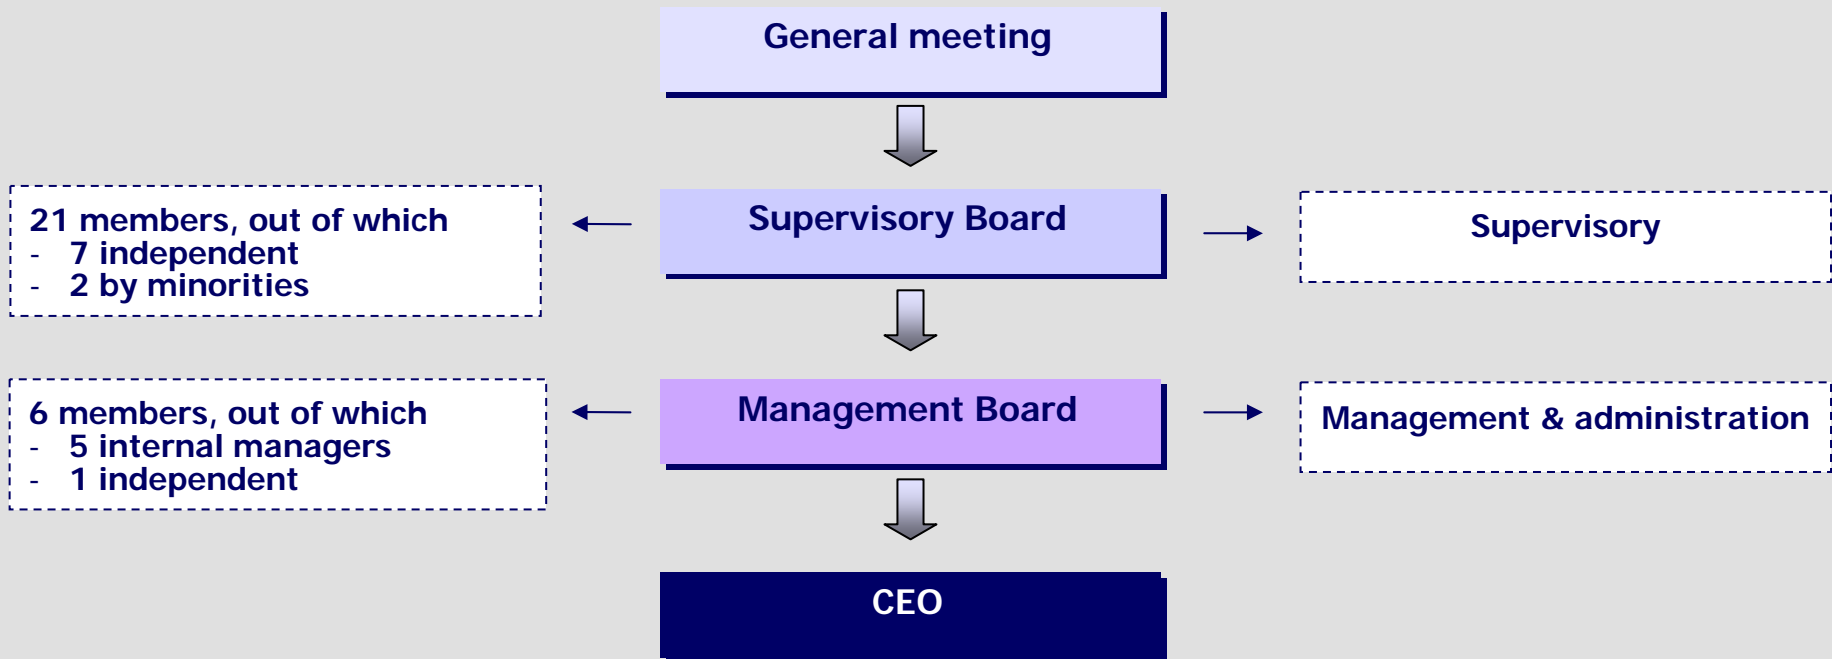 General meeting
21 members, out of which
- 7 independent
- 2 by minorities
Supervisory Board
Supervisory
6 members, out of which
- 5 internal managers
- 1 independent
Management Board
Management & administration
CEO